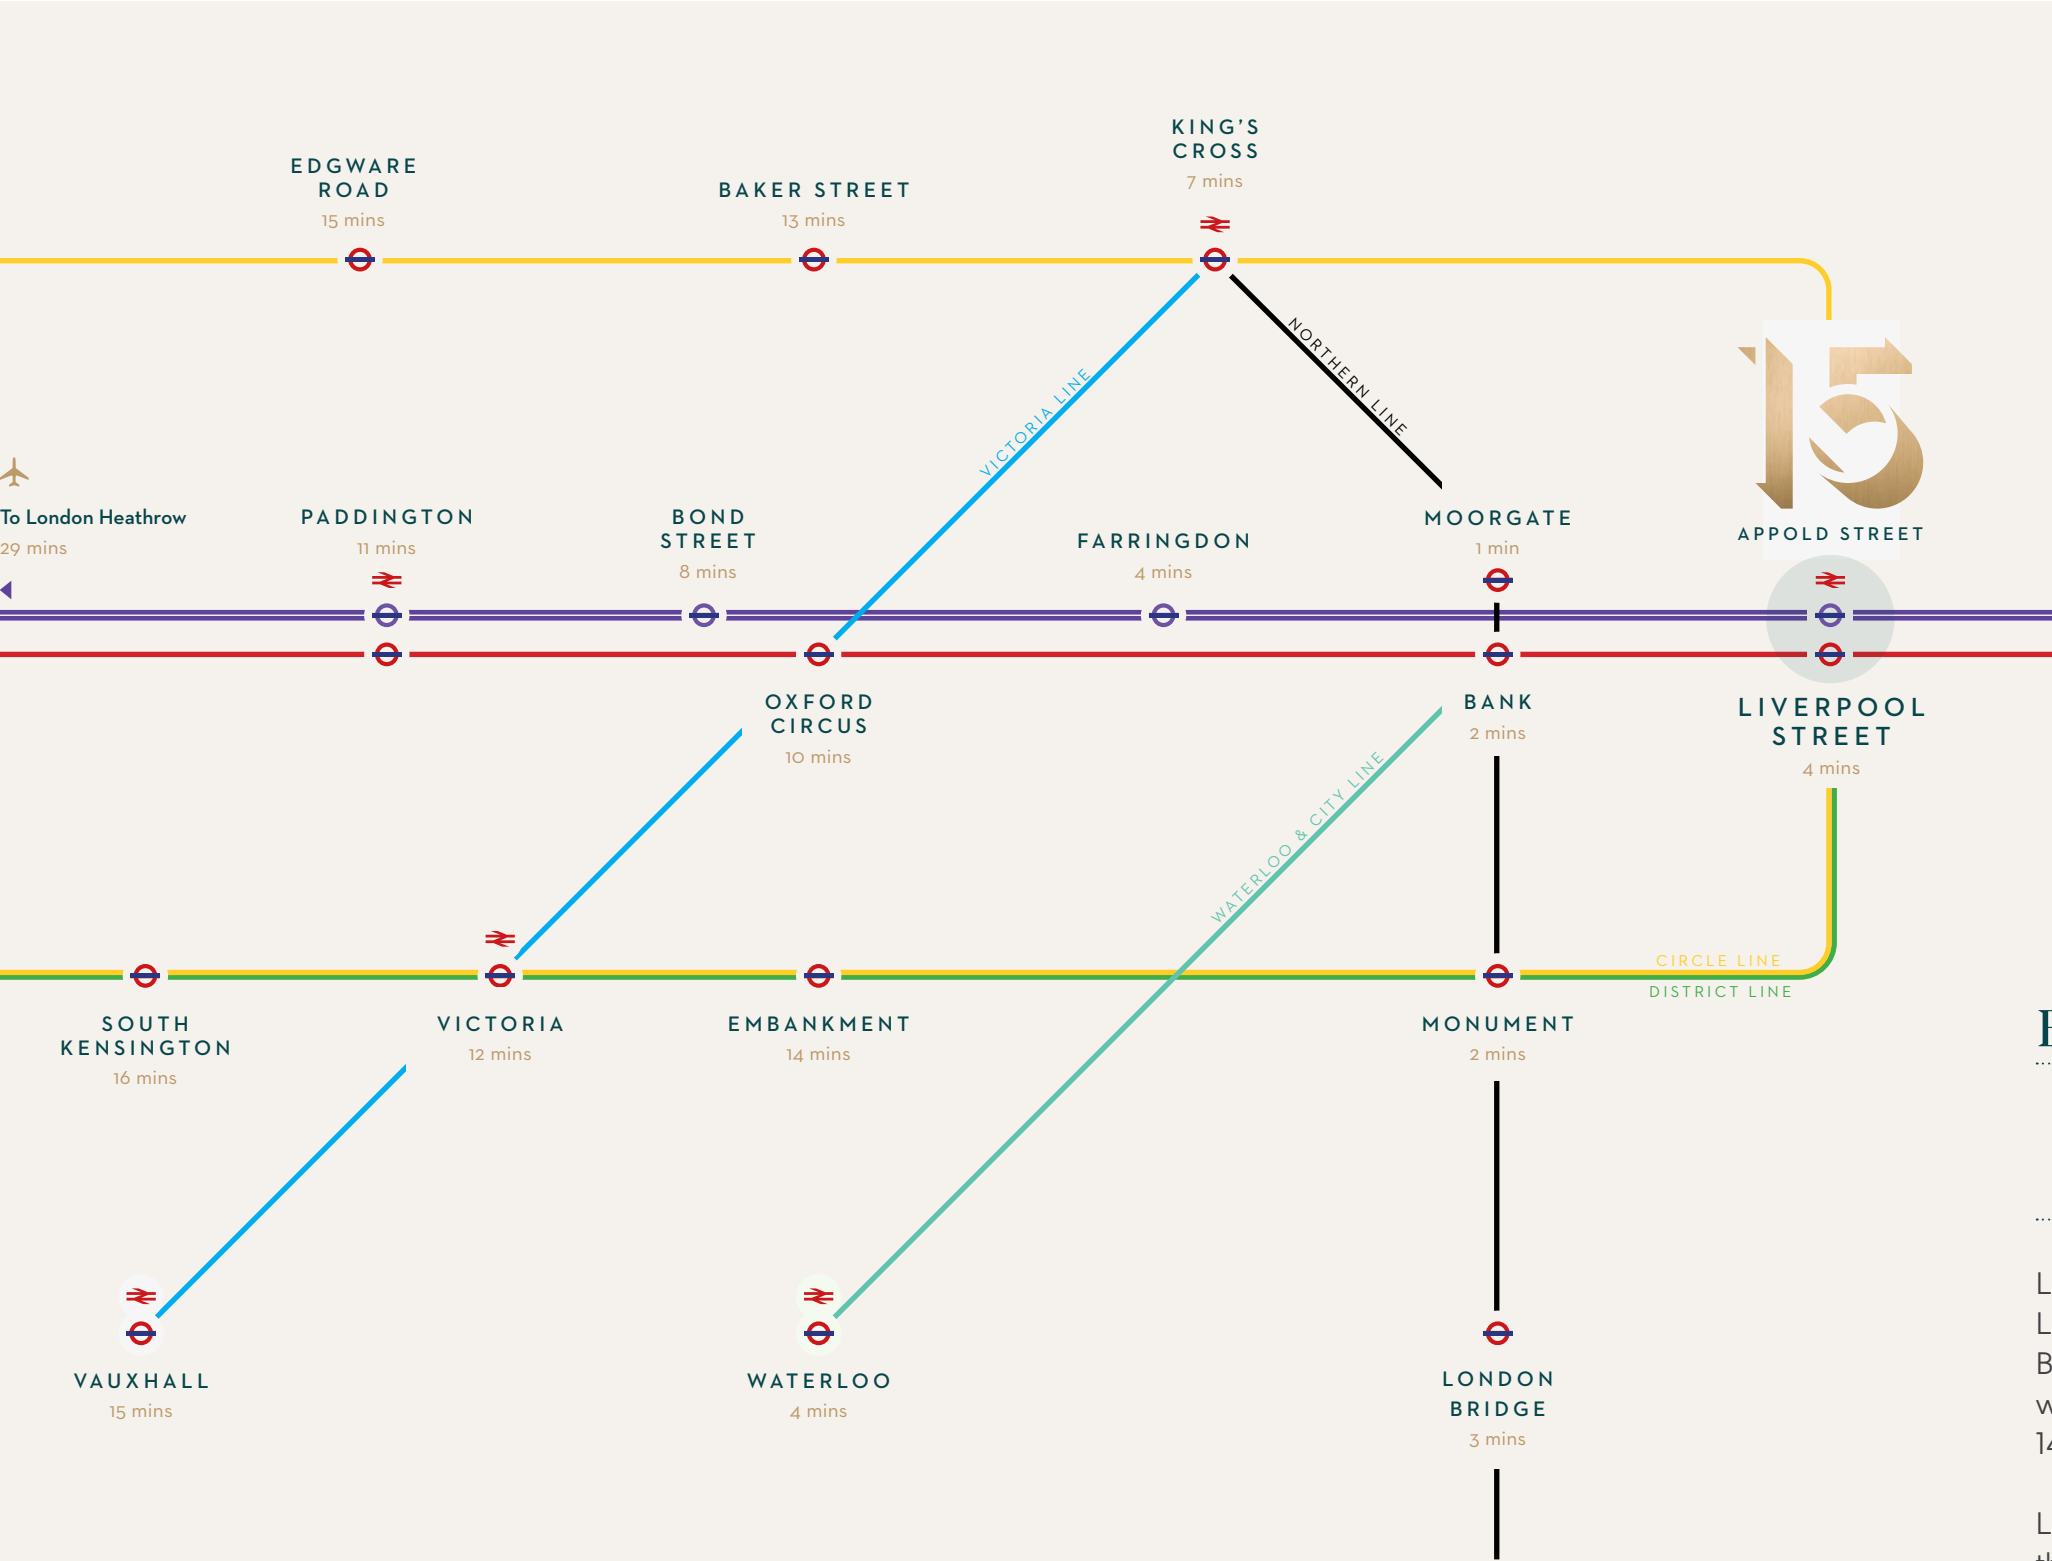 KING'S
CROSS
7 mins
EDGWARE
ROAD
15 mins
BAKER STREET
13 mins
NORTHERN LINE
VICTORIA LINE
15
APPOLD STREET
To London Heathrow
29 mins
PADDINGTON
11 mins
BOND
STREET
8 mins
FARRINGDON
4 mins
MOORGATE
1 min
OXFORD
CIRCUS
10 mins
BANK
2 mins
LIVERPOOL
STREET
4 mins
WATERLOO & CITY LINE
CIRCLE LINE
DISTRICT LINE
SOUTH
KENSINGTON
16 mins
VICTORIA
12 mins
EMBANKMENT
14 mins
MONUMENT
2 mins
VAUXHALL
15 mins
WATERLOO
4 mins
LONDON
BRIDGE
3 mins